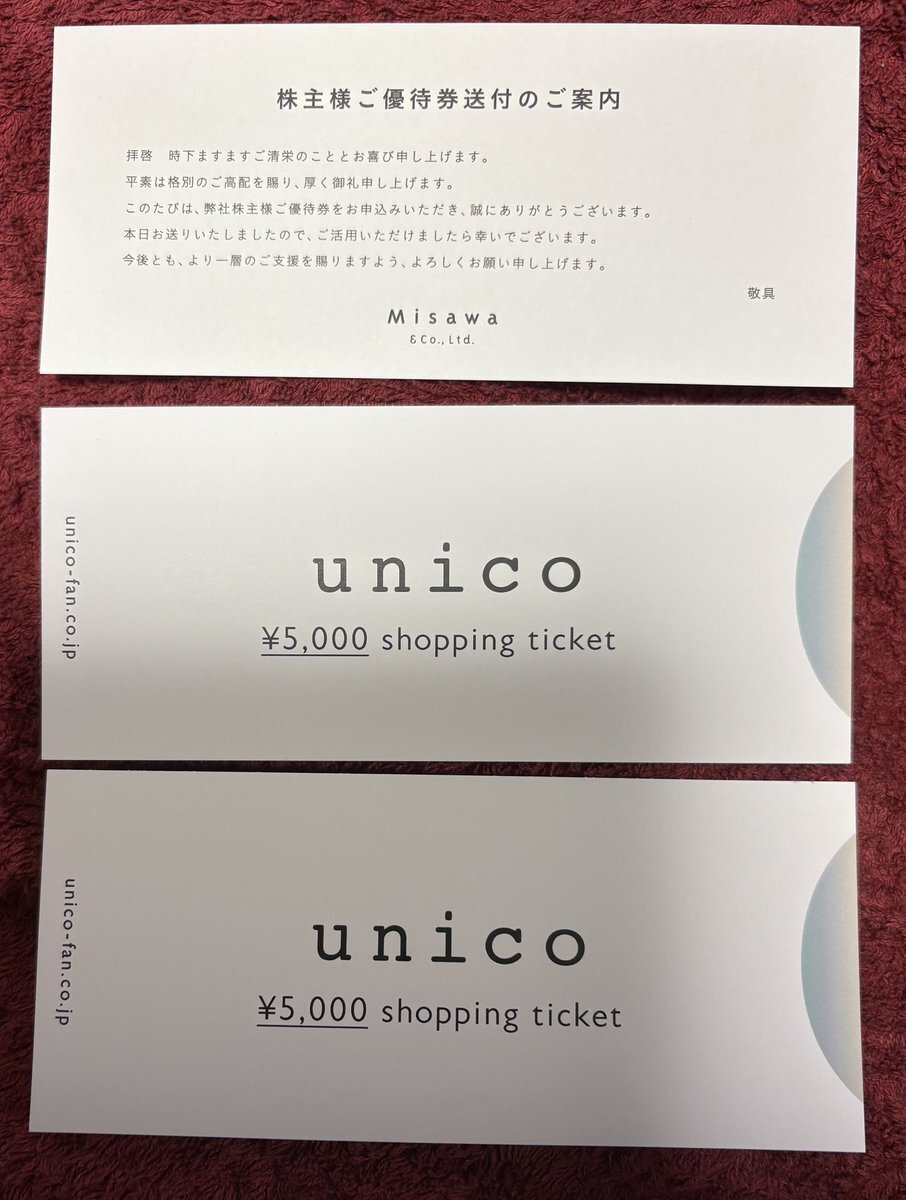 株主様ご優待券送付のご案内
拝啓　時下ますますご清栄のこととお喜び申し上げます。
平素は格別のご高配を賜り、厚く御礼申し上げます。
このたびは、弊社株主様ご優待券をお申込みいただき、誠にありがとうございます。
本日お送りいたしましたので、ご活用いただけましたら幸いでございます。
今後とも、より一層のご支援を賜りますよう、よろしくお願い申し上げます。
敬具
Misawa
&Co.,Ltd.
unico-fan.co.jp
unico
¥5,000 shopping ticket
unico-fan.co.jp
unico
¥5,000 shopping ticket